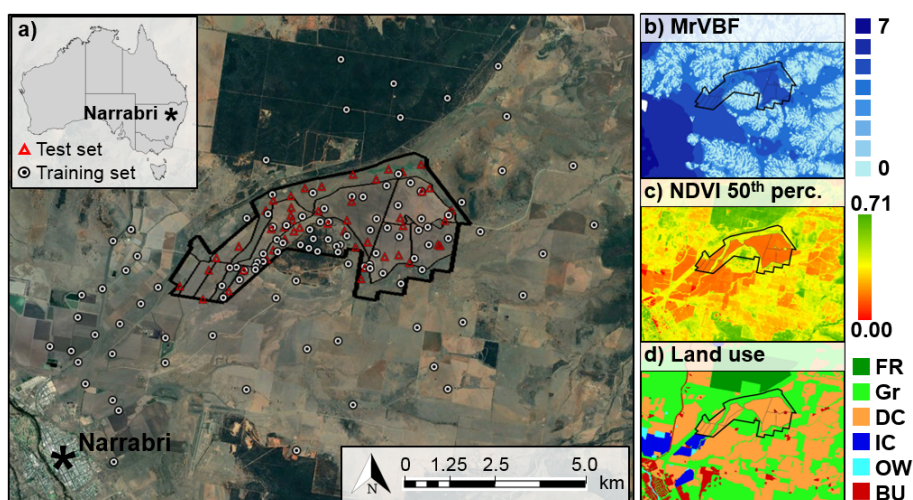 a)
Narrabri
Test set
Training set
Narrabri
N
0 1.25 2.5 5.0
km
b) MrVBF
7
0
c) NDVI 50th perc.
0.71
0.00
d) Land use
FR
Gr
DC
IC
OW
BU